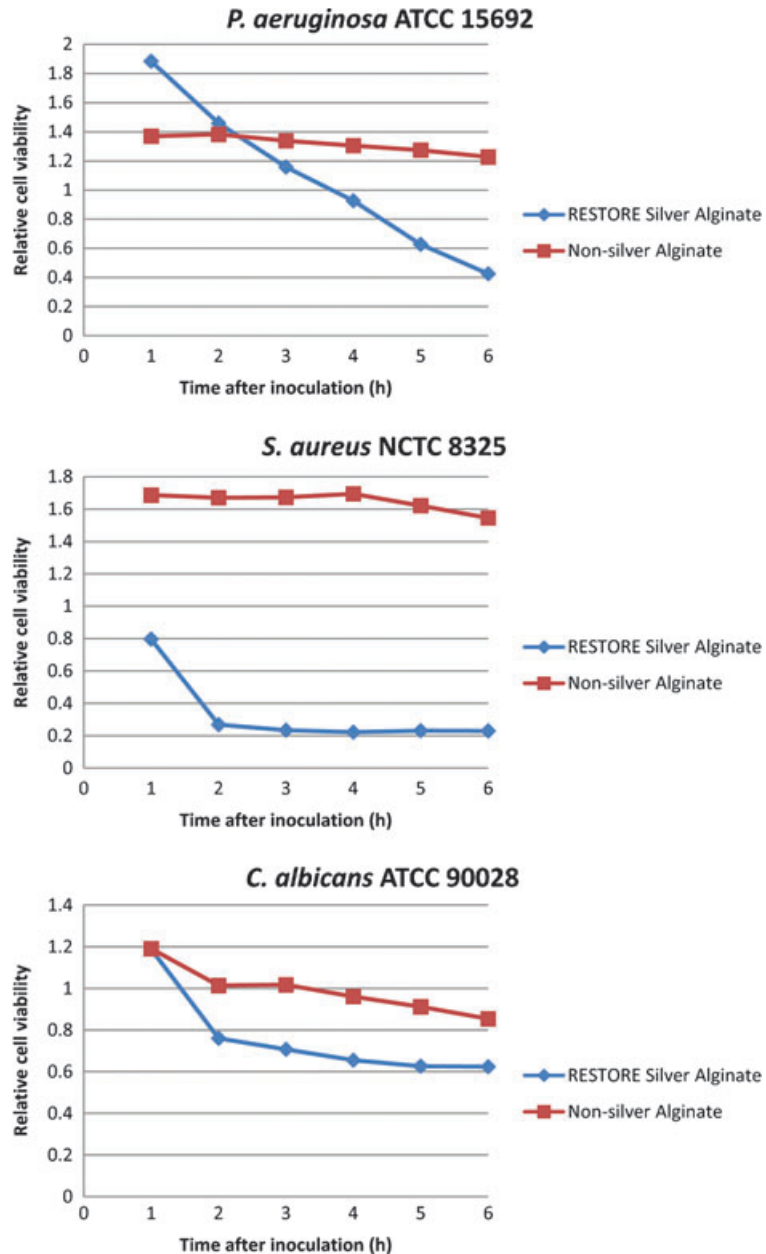 P. aeruginosa ATCC 15692
Relative cell viability
2
1.8
1.6
1.4
1.2
1
0.8
0.6
0.4
0.2
0
0 1 2 3 4 5 6
Time after inoculation (h)
RESTORE Silver Alginate
Non-silver Alginate
S. aureus NCTC 8325
Relative cell viability
1.8
1.6
1.4
1.2
1
0.8
0.6
0.4
0.2
0
0 1 2 3 4 5 6
Time after inoculation (h)
RESTORE Silver Alginate
Non-silver Alginate
C. albicans ATCC 90028
Relative cell viability
1.4
1.2
1
0.8
0.6
0.4
0.2
0
0 1 2 3 4 5 6
Time after inoculation (h)
RESTORE Silver Alginate
Non-silver Alginate